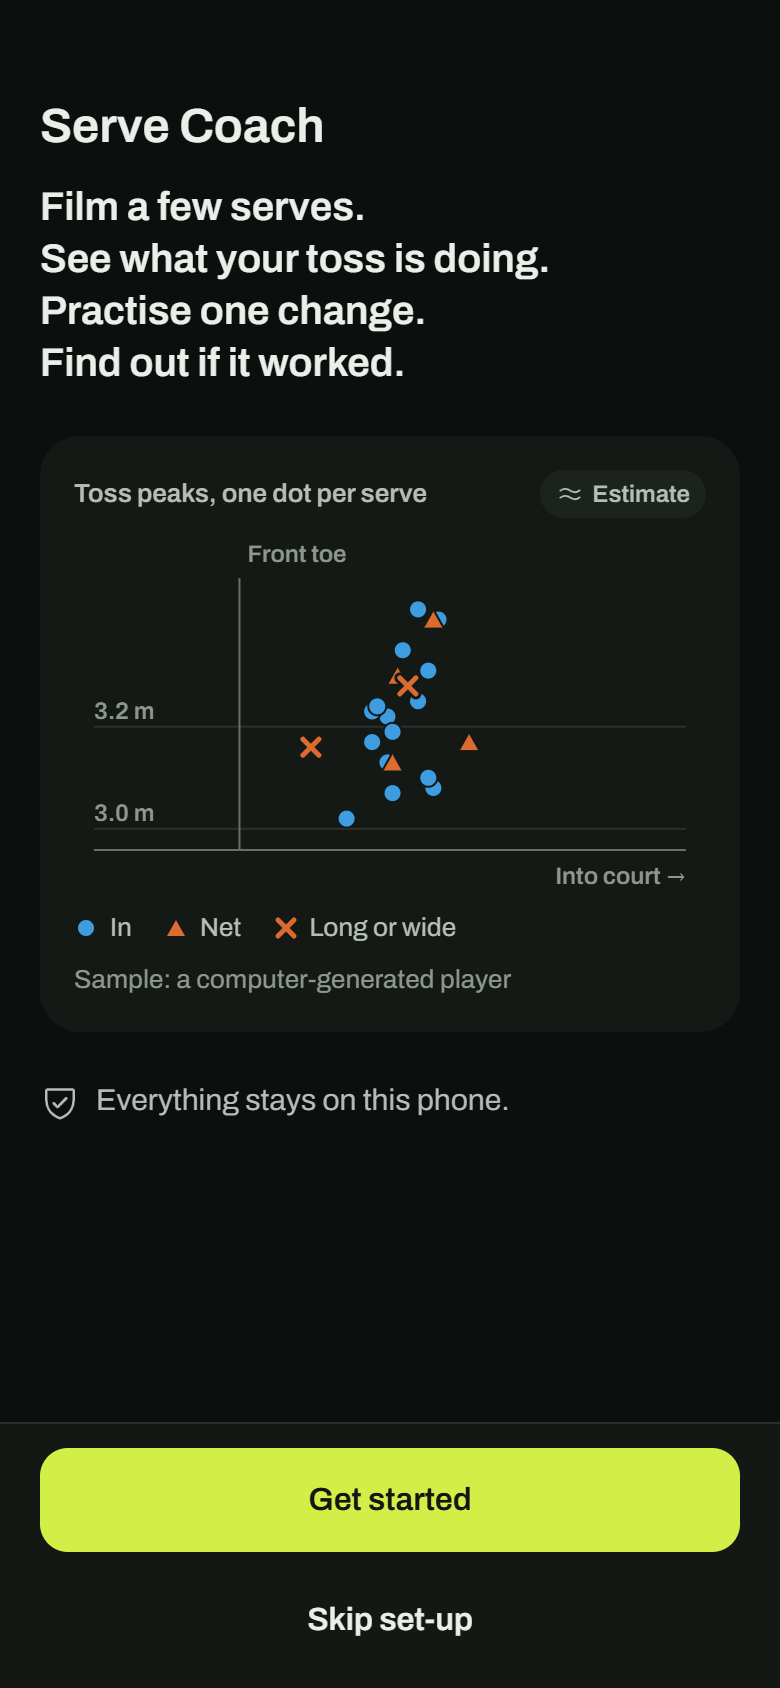 Serve Coach
Film a few serves.
See what your toss is doing.
Practise one change.
Find out if it worked.
Toss peaks, one dot per serve
Estimate
Front toe
3.2 m
3.0 m
Into court →
In
Net
Long or wide
Sample: a computer-generated player
Everything stays on this phone.
Get started
Skip set-up